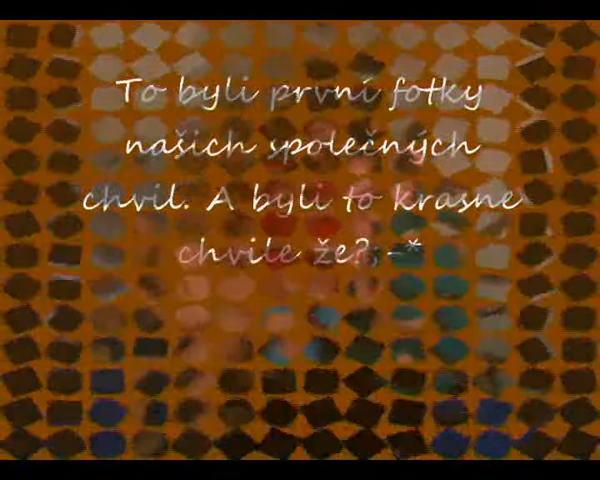 To byli první fotky
našich společných
chvil. A byli to krasne
chvile že? ;-*